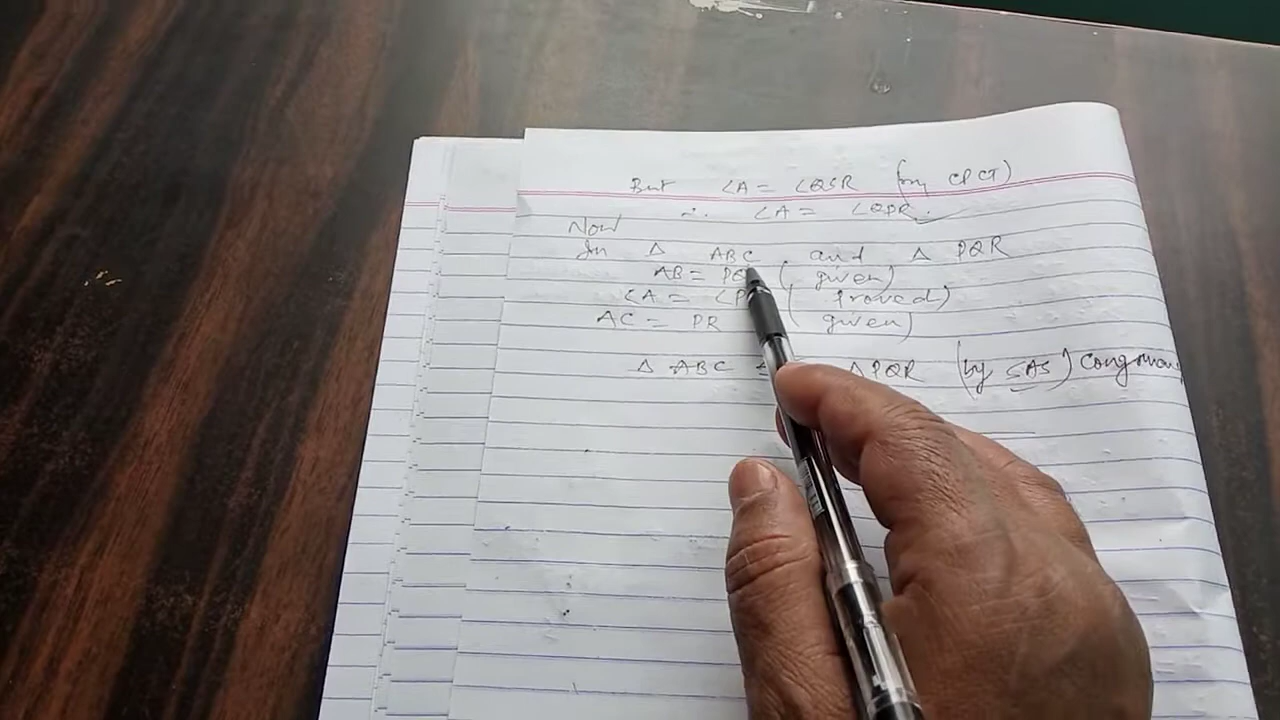 But ∠A = ∠QSR (by CPCT)
∴ ∠A = ∠QPR.
Now
In Δ ABC and Δ PQR
AB = PQ (given)
∠A = ∠P (Proved)
AC = PR (given)
Δ ABC Δ PQR (by SAS) Congruen